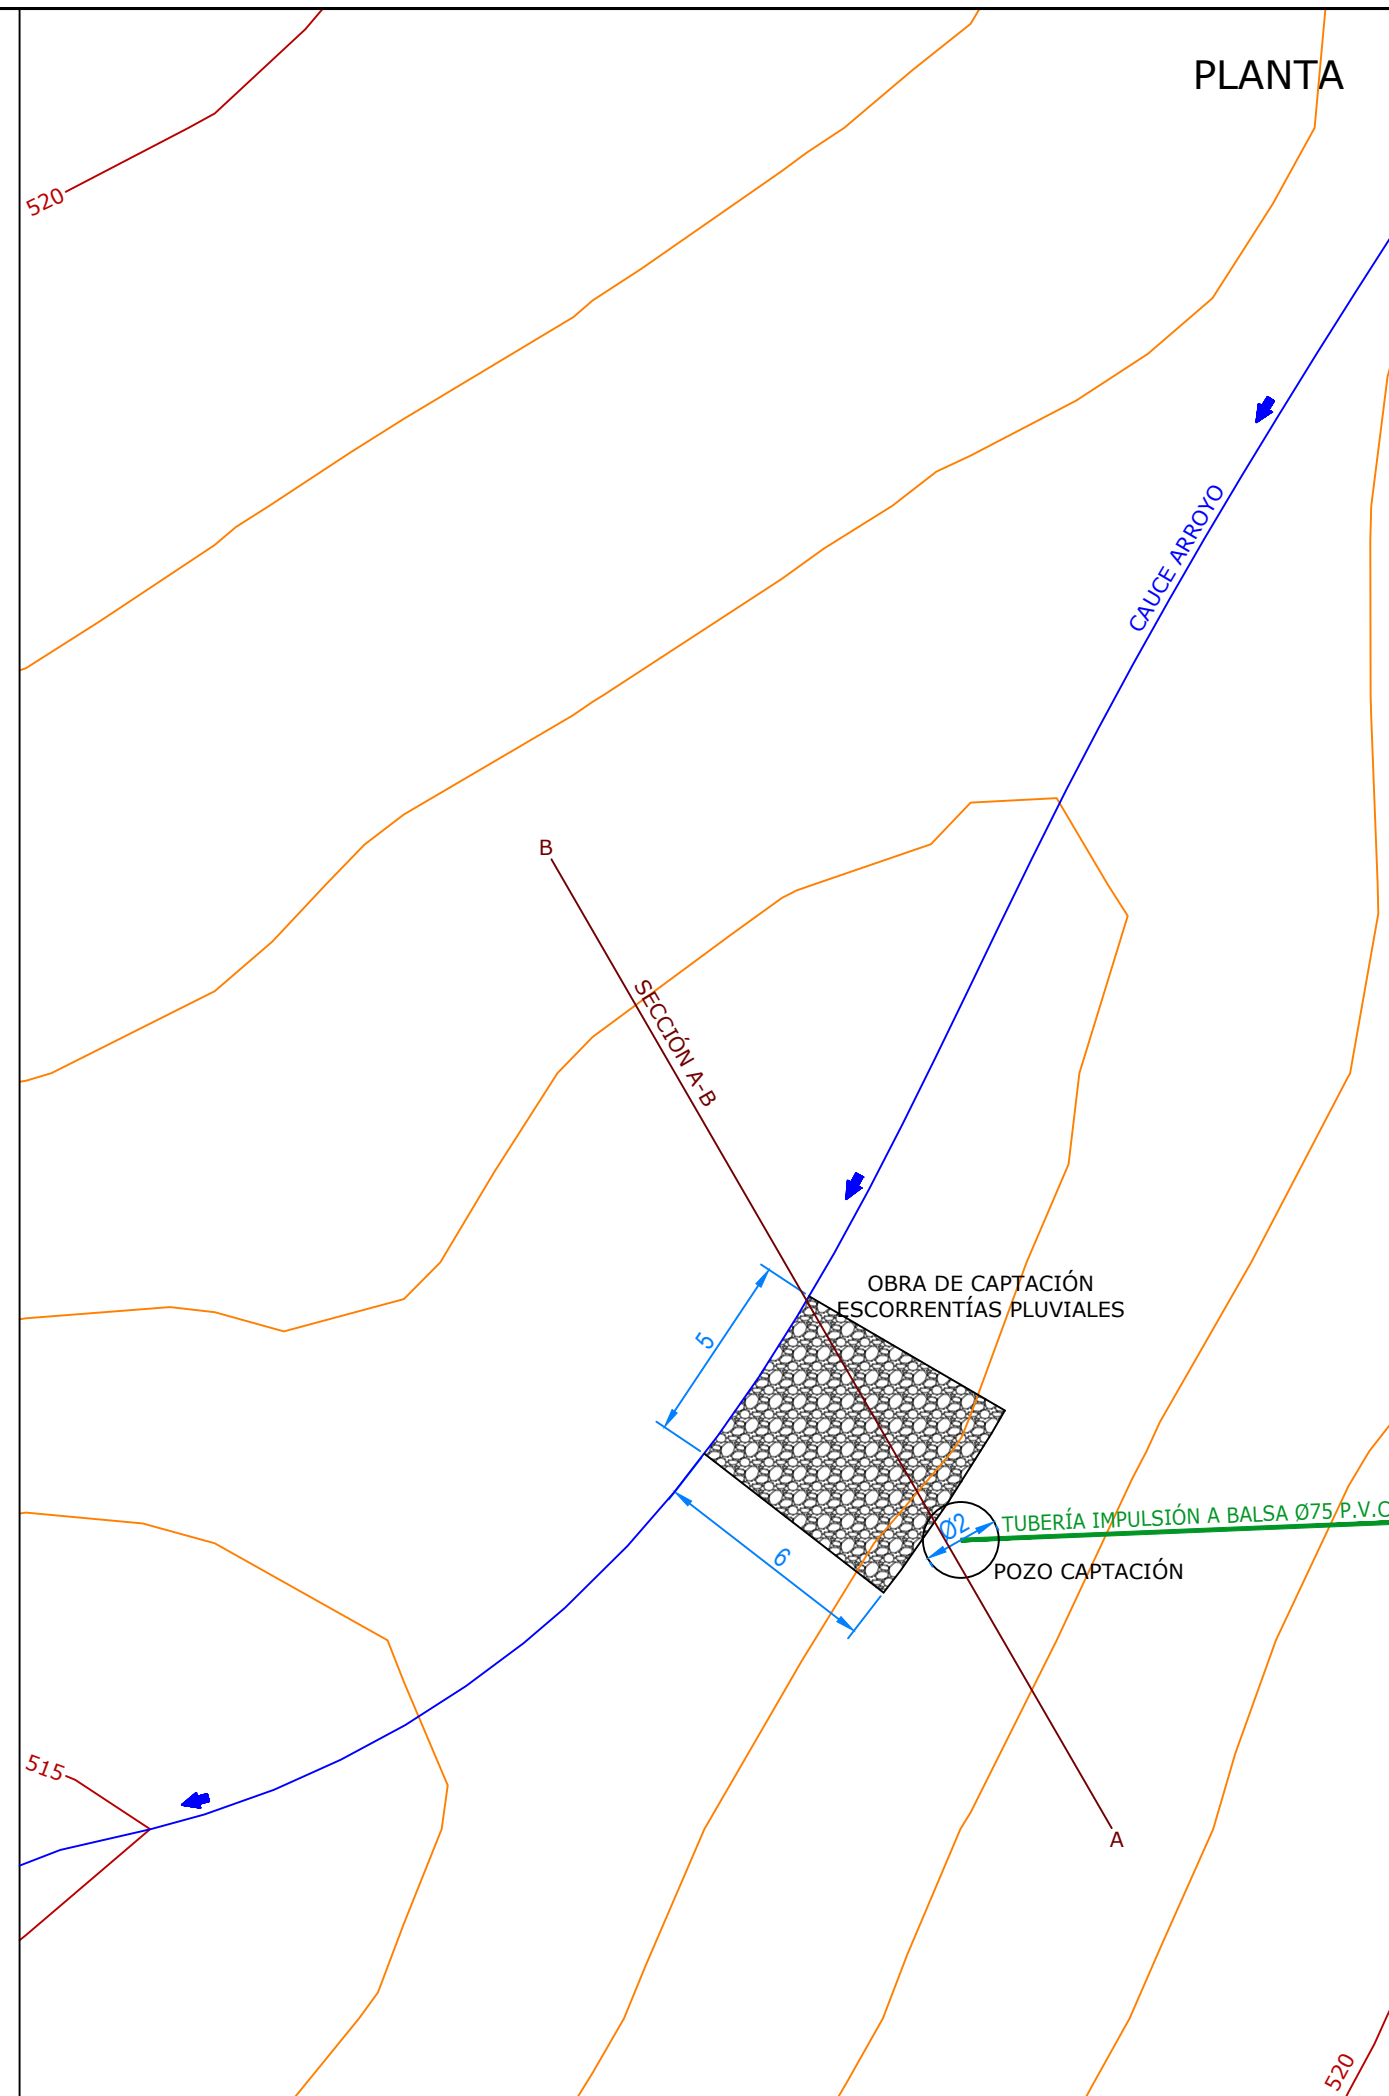 PLANTA
520
CAUCE ARROYO
B
SECCIÓN A-B
OBRA DE CAPTACIÓN
ESCORRENTÍAS PLUVIALES
5
6
Ø2
TUBERÍA IMPULSIÓN A BALSA Ø75 P.V.C
POZO CAPTACIÓN
515
A
520